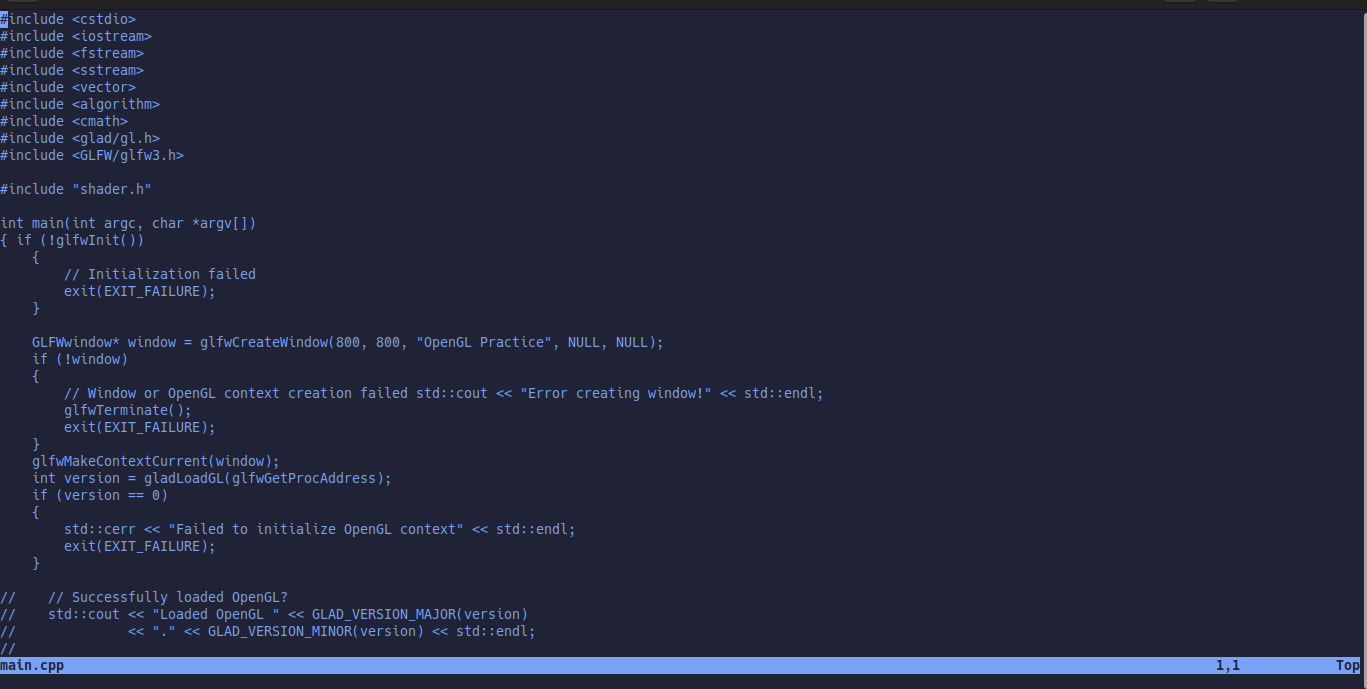 #include <cstdio>
#include <iostream>
#include <fstream>
#include <sstream>
#include <vector>
#include <algorithm>
#include <cmath>
#include <glad/gl.h>
#include <GLFW/glfw3.h>

#include "shader.h"

int main(int argc, char *argv[])
{ if (!glfwInit())
    {
        // Initialization failed
        exit(EXIT_FAILURE);
    }

    GLFWwindow* window = glfwCreateWindow(800, 800, "OpenGL Practice", NULL, NULL);
    if (!window)
    {
        // Window or OpenGL context creation failed std::cout << "Error creating window!" << std::endl;
        glfwTerminate();
        exit(EXIT_FAILURE);
    }
    glfwMakeContextCurrent(window);
    int version = gladLoadGL(glfwGetProcAddress);
    if (version == 0)
    {
        std::cerr << "Failed to initialize OpenGL context" << std::endl;
        exit(EXIT_FAILURE);
    }

//    // Successfully loaded OpenGL?
//    std::cout << "Loaded OpenGL " << GLAD_VERSION_MAJOR(version)
//              << "." << GLAD_VERSION_MINOR(version) << std::endl;
//
main.cpp 1,1 Top